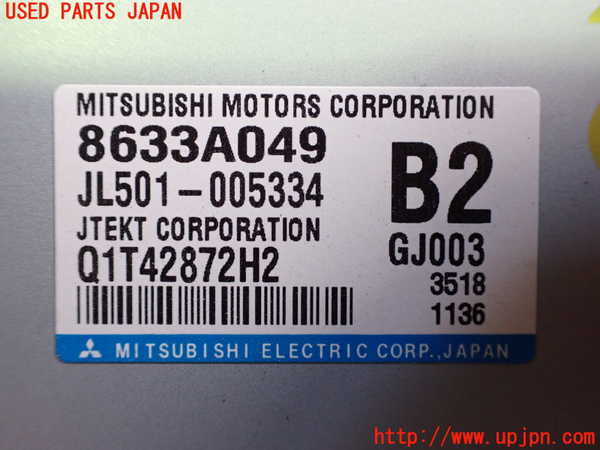 USED PARTS JAPAN
MITSUBISHI MOTORS CORPORATION
8633A049
JL501-005334
JTEKT CORPORATION
Q1T42872H2
B2
GJ003
3518
1136
MITSUBISHI ELECTRIC CORP.,JAPAN
http://www.upjpn.com/